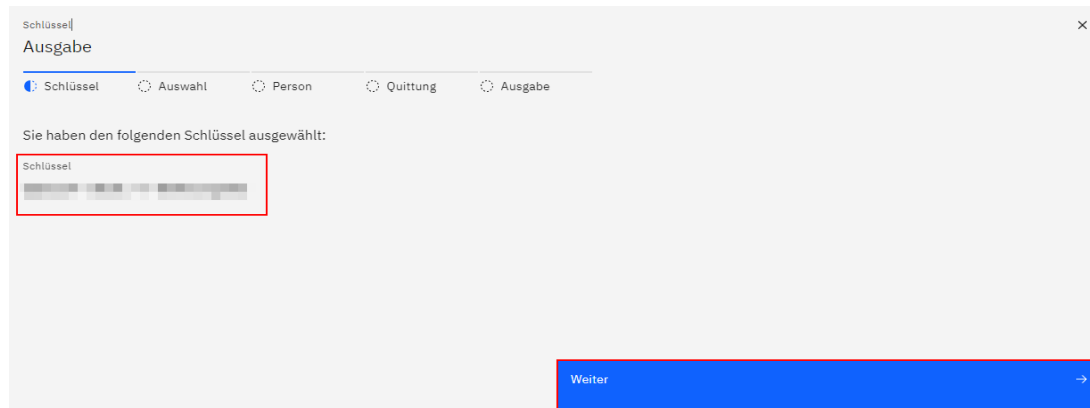 Schlüssel
Ausgabe
Schlüssel Auswahl Person Quittung Ausgabe
Sie haben den folgenden Schlüssel ausgewählt:
Schlüssel
Weiter